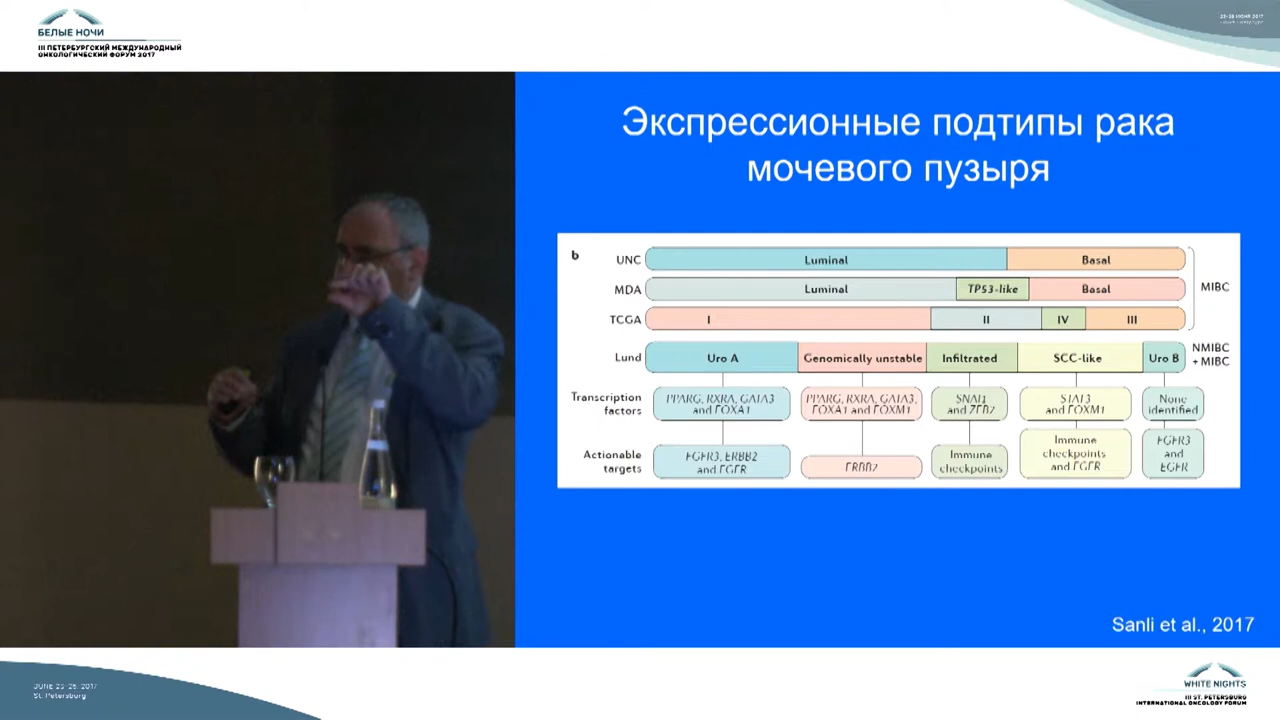 БЕЛЫЕ НОЧИ
III ПЕТЕРБУРГСКИЙ МЕЖДУНАРОДНЫЙ
ОНКОЛОГИЧЕСКИЙ ФОРУМ 2017
Экспрессионные подтипы рака
мочевого пузыря
b
UNC Luminal Basal
MDA Luminal TP53-like Basal
MIBC
TCGA I II IV III
Lund Uro A Genomically unstable Infiltrated SCC-like Uro B
NMIBC
+ MIBC
Transcription
factors
PPARG, RXRA, GATA3
and FOXA1
PPARG, RXRA, GATA3,
FOXA1 and FOXM1
SNAI1
and ZEB2
STAT3
and FOXM1
None
identified
Actionable
targets
FGFR3, ERBB2
and EGFR
ERBB2
Immune
checkpoints
Immune
checkpoints
and EGFR
FGFR3
and
EGFR
Sanli et al., 2017
JUNE 23-26, 2017
St. Petersburg
WHITE NIGHTS
III ST. PETERSBURG
INTERNATIONAL ONCOLOGY FORUM